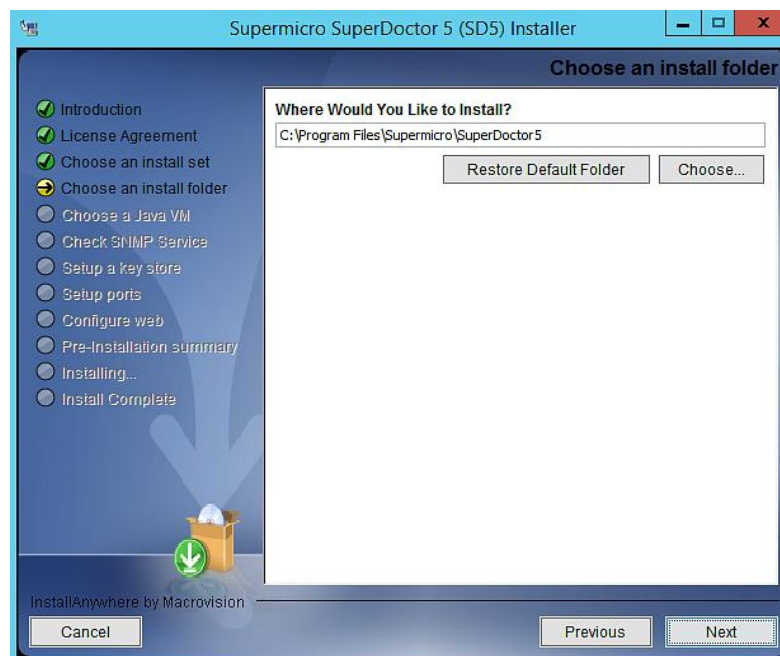 Supermicro SuperDoctor 5 (SD5) Installer
Choose an install folder
Introduction
License Agreement
Choose an install set
Choose an install folder
Choose a Java VM
Check SNMP Service
Setup a key store
Setup ports
Configure web
Pre-Installation summary
Installing...
Install Complete
Where Would You Like to Install?
C:\Program Files\Supermicro\SuperDoctor5
Restore Default Folder
Choose...
InstallAnywhere by Macrovision
Cancel
Previous
Next